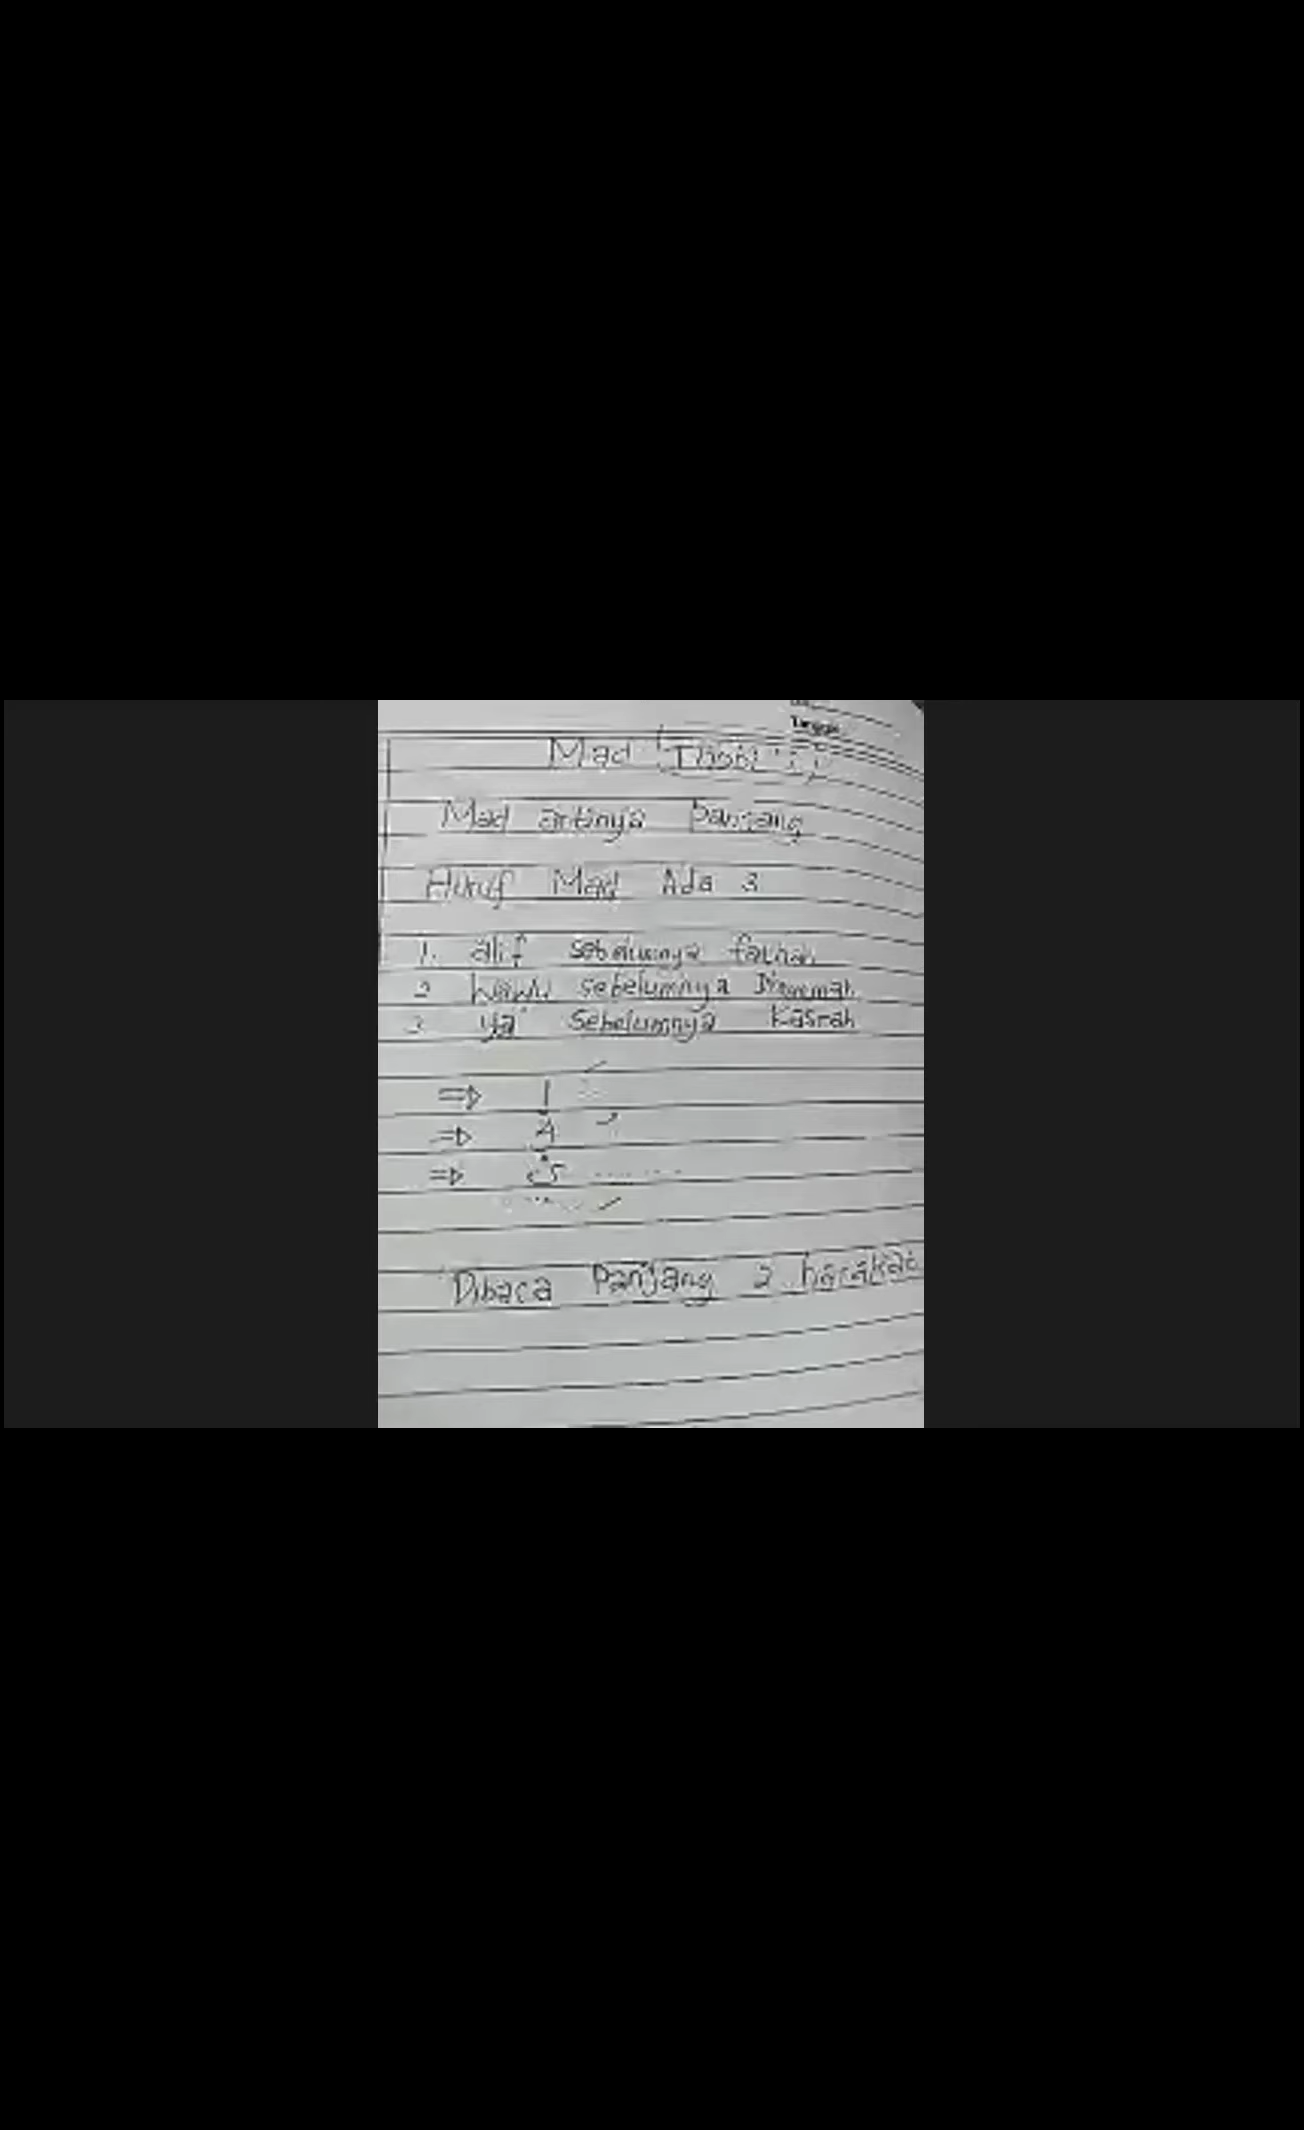 Tanggal
Mad Thobi'i
Mad artinya Panjang
Huruf Mad Ada 3
1. alif sebelumnya fathah
2 wawu sebelumnya Dhommah
3 ya' sebelumnya Kasrah
⇒ ا
⇒ و
⇒ ي
Dibaca Panjang 2 harakat